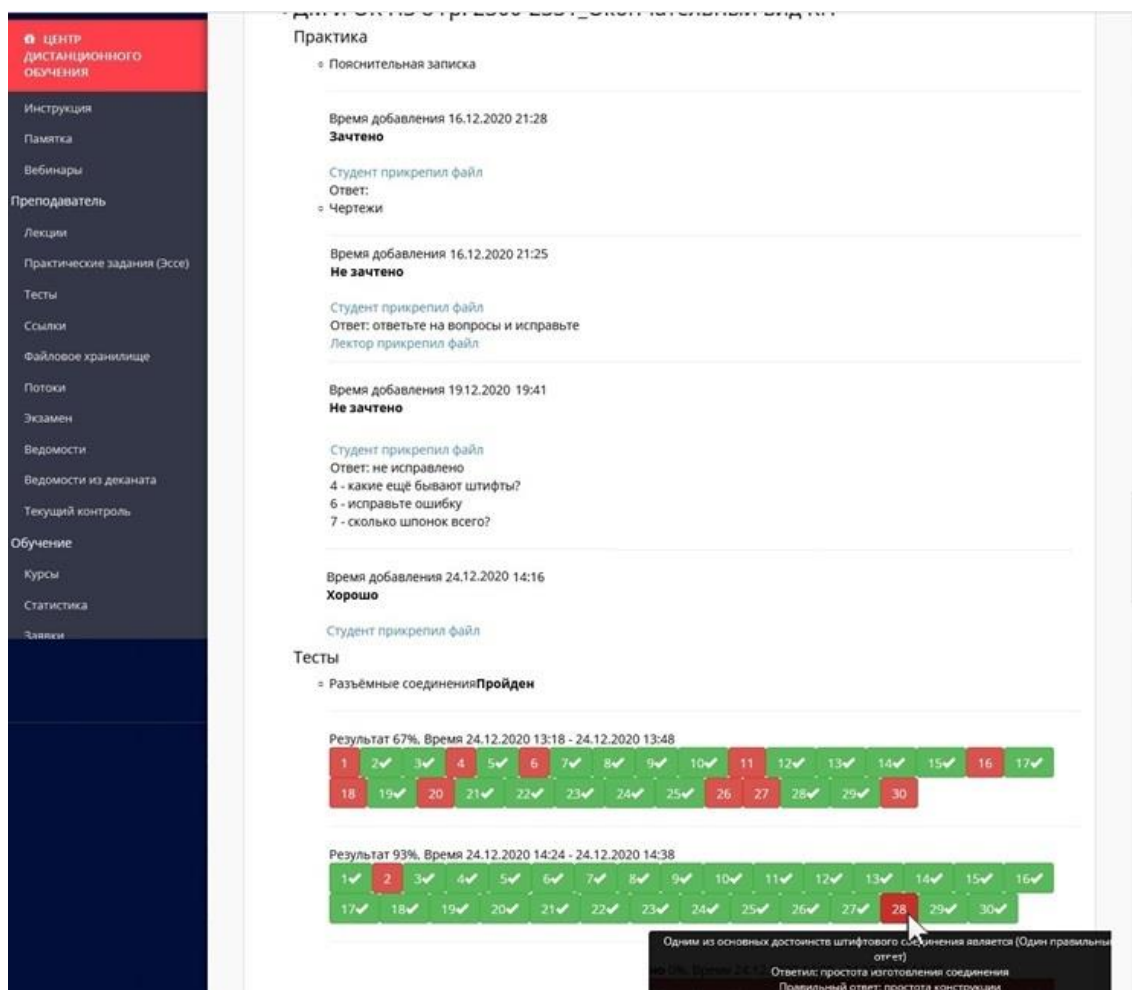 ЦЕНТР
ДИСТАНЦИОННОГО
ОБУЧЕНИЯ
Инструкция
Памятка
Вебинары
Преподаватель
Лекции
Практические задания (Эссе)
Тесты
Ссылки
Файловое хранилище
Потоки
Экзамен
Ведомости
Ведомости из деканата
Текущий контроль
Обучение
Курсы
Статистика
Заявки
Практика
Пояснительная записка
Время добавления 16.12.2020 21:28
Зачтено
Студент прикрепил файл
Ответ:
Чертежи
Время добавления 16.12.2020 21:25
Не зачтено
Студент прикрепил файл
Ответ: ответьте на вопросы и исправьте
Лектор прикрепил файл
Время добавления 19.12.2020 19:41
Не зачтено
Студент прикрепил файл
Ответ: не исправлено
4 - какие ещё бывают штифты?
6 - исправьте ошибку
7 - сколько шпонок всего?
Время добавления 24.12.2020 14:16
Хорошо
Студент прикрепил файл
Тесты
Разъёмные соединенияПройден
Результат 67%, Время 24.12.2020 13:18 - 24.12.2020 13:48
1 2✔ 3✔ 4 5✔ 6 7✔ 8✔ 9✔ 10✔ 11 12✔ 13✔ 14✔ 15✔ 16 17✔
18 19✔ 20 21✔ 22✔ 23✔ 24✔ 25✔ 26 27 28✔ 29✔ 30
Результат 93%, Время 24.12.2020 14:24 - 24.12.2020 14:38
1✔ 2 3✔ 4✔ 5✔ 6✔ 7✔ 8✔ 9✔ 10✔ 11✔ 12✔ 13✔ 14✔ 15✔ 16✔
17✔ 18✔ 19✔ 20✔ 21✔ 22✔ 23✔ 24✔ 25✔ 26✔ 27✔ 28 29✔ 30✔
Одним из основных достоинств штифтового соединения является (Один правильный
ответ)
Ответил: простота изготовления соединения
Правильный ответ: простота конструкции